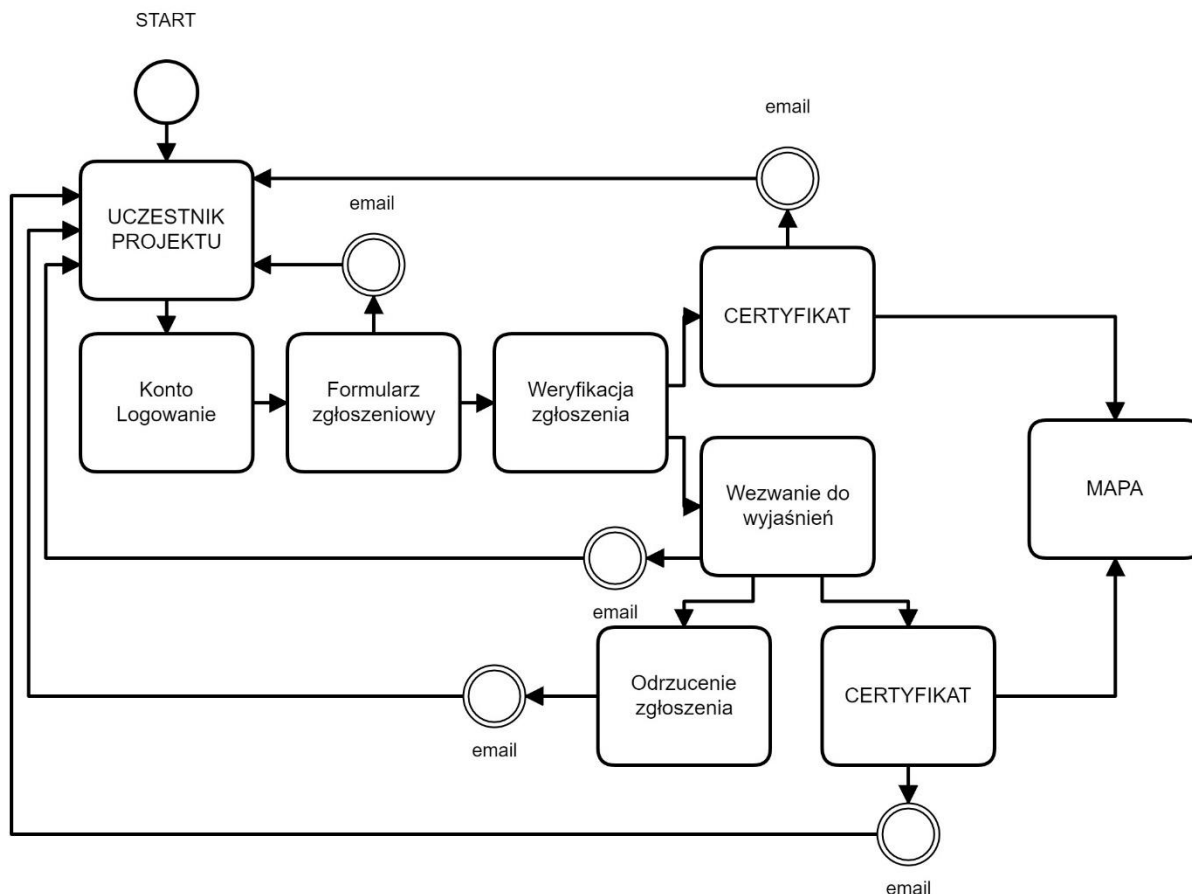 START
email
email
UCZESTNIK
PROJEKTU
CERTYFIKAT
Konto
Logowanie
Formularz
zgłoszeniowy
Weryfikacja
zgłoszenia
Wezwanie do
wyjaśnień
MAPA
email
Odrzucenie
zgłoszenia
CERTYFIKAT
email
email